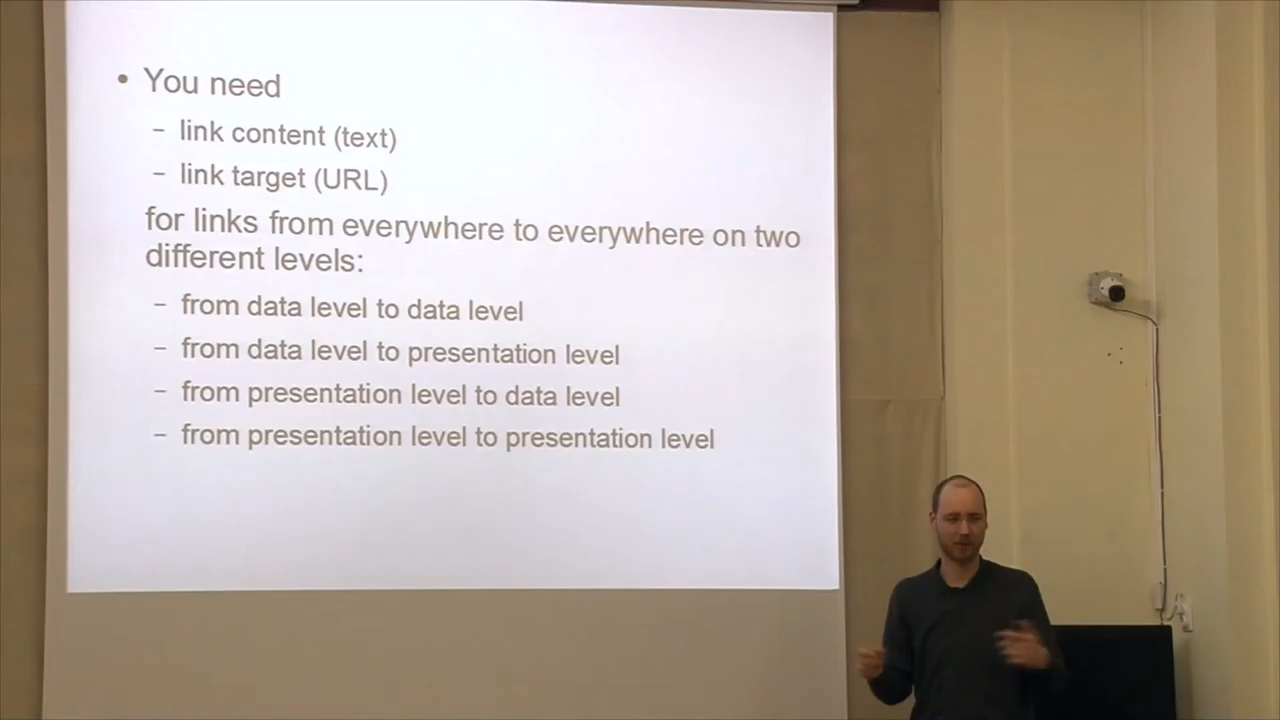 • You need
– link content (text)
– link target (URL)
for links from everywhere to everywhere on two
different levels:
– from data level to data level
– from data level to presentation level
– from presentation level to data level
– from presentation level to presentation level